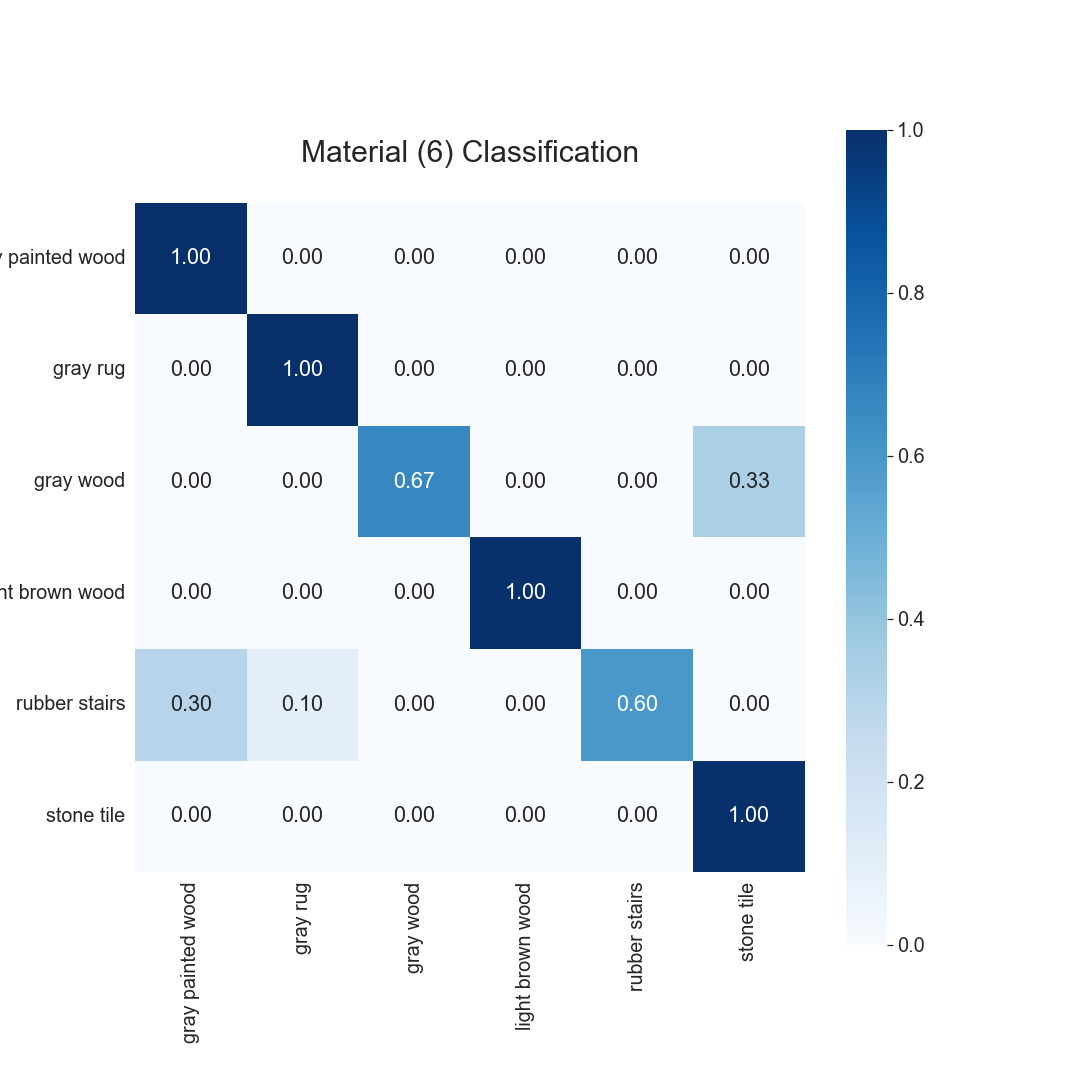 Material (6) Classification
1.0
painted wood 1.00 0.00 0.00 0.00 0.00 0.00
0.8
gray rug 0.00 1.00 0.00 0.00 0.00 0.00
gray wood 0.00 0.00 0.67 0.00 0.00 0.33
0.6
brown wood 0.00 0.00 0.00 1.00 0.00 0.00
0.4
rubber stairs 0.30 0.10 0.00 0.00 0.60 0.00
0.2
stone tile 0.00 0.00 0.00 0.00 0.00 1.00
0.0
gray painted wood
gray rug
gray wood
light brown wood
rubber stairs
stone tile